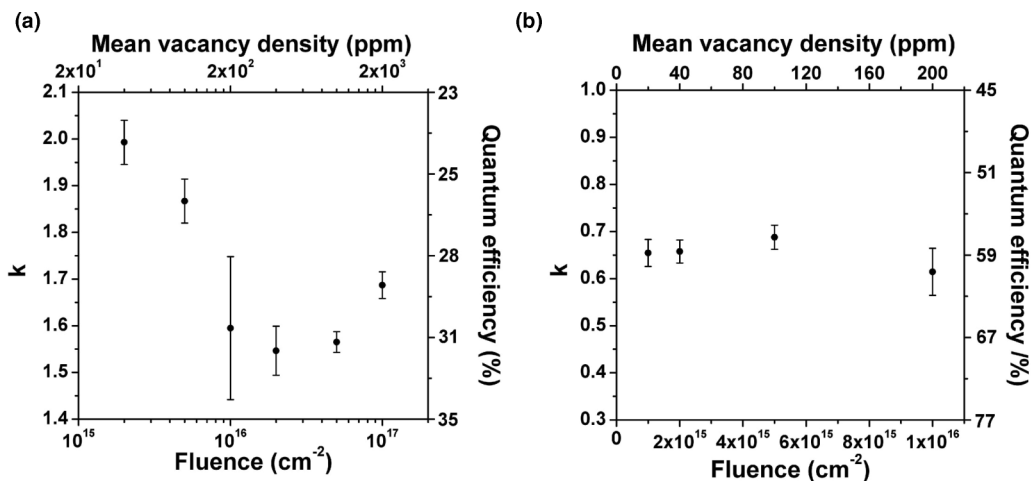 (a)
Mean vacancy density (ppm)
2x10¹ 2x10² 2x10³
2.1
2.0
1.9
1.8
1.7
1.6
1.5
1.4
k
23
25
28
31
35
Quantum efficiency (%)
10¹⁵ 10¹⁶ 10¹⁷
Fluence (cm⁻²)
(b)
Mean vacancy density (ppm)
0 40 80 120 160 200
1.0
0.9
0.8
0.7
0.6
0.5
0.4
0.3
k
45
51
59
67
77
Quantum efficiency /%)
0 2x10¹⁵ 4x10¹⁵ 6x10¹⁵ 8x10¹⁵ 1x10¹⁶
Fluence (cm⁻²)